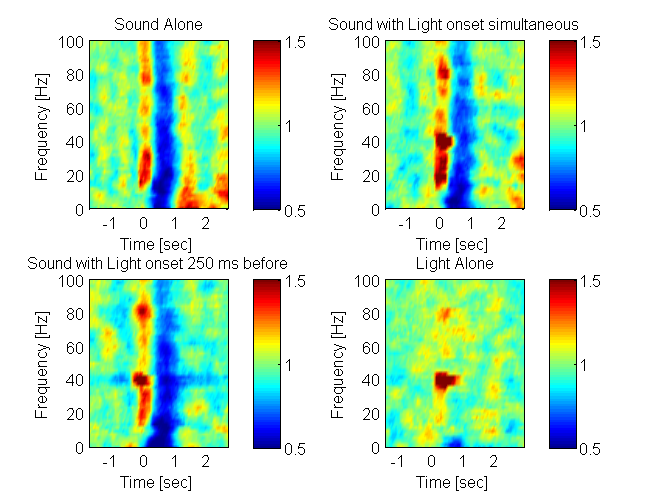 Sound Alone
Sound with Light onset simultaneous
100
80
60
40
20
0
Frequency [Hz]
-1 0 1 2
Time [sec]
1.5
1
0.5
100
80
60
40
20
0
Frequency [Hz]
-1 0 1 2
Time [sec]
1.5
1
0.5
Sound with Light onset 250 ms before
Light Alone
100
80
60
40
20
0
Frequency [Hz]
-1 0 1 2
Time [sec]
1.5
1
0.5
100
80
60
40
20
0
Frequency [Hz]
-1 0 1 2
Time [sec]
1.5
1
0.5